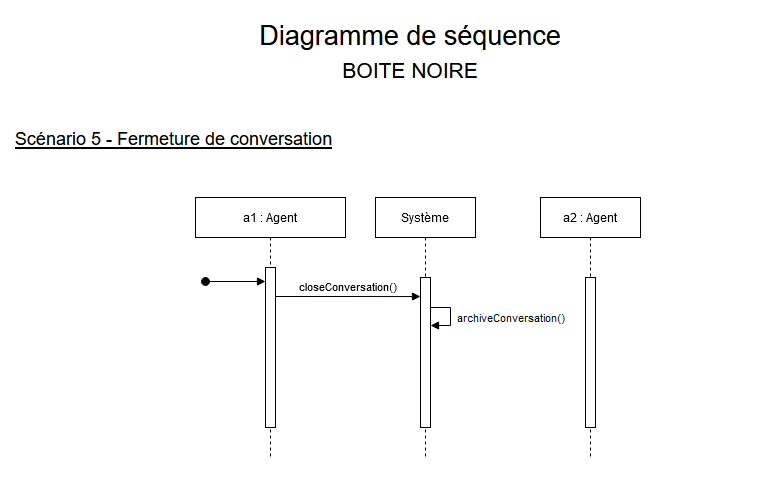 Diagramme de séquence
BOITE NOIRE
Scénario 5 - Fermeture de conversation
a1 : Agent
Système
a2 : Agent
closeConversation()
archiveConversation()